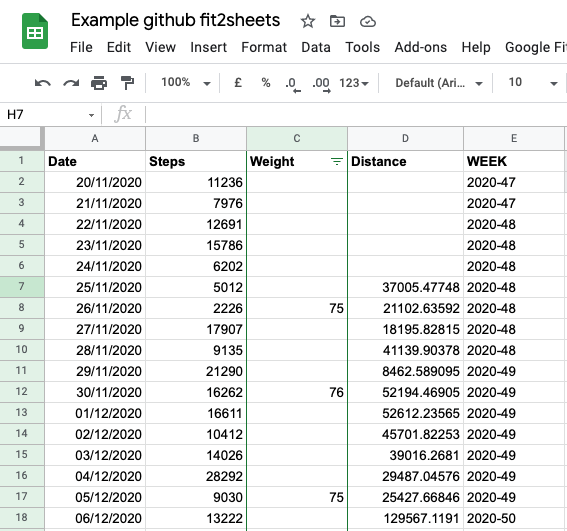 Example github fit2sheets
File Edit View Insert Format Data Tools Add-ons Help Google Fi
100% £ % .0 .00 123 Default (Ari... 10
H7 fx
A B C D E
1 Date Steps Weight Distance WEEK
2 20/11/2020 11236 2020-47
3 21/11/2020 7976 2020-47
4 22/11/2020 12691 2020-48
5 23/11/2020 15786 2020-48
6 24/11/2020 6202 2020-48
7 25/11/2020 5012 37005.47748 2020-48
8 26/11/2020 2226 75 21102.63592 2020-48
9 27/11/2020 17907 18195.82815 2020-48
10 28/11/2020 9135 41139.90378 2020-48
11 29/11/2020 21290 8462.589095 2020-49
12 30/11/2020 16262 76 52194.46905 2020-49
13 01/12/2020 16611 52612.23565 2020-49
14 02/12/2020 10412 45701.82253 2020-49
15 03/12/2020 14026 39016.2681 2020-49
16 04/12/2020 28292 29487.04576 2020-49
17 05/12/2020 9030 75 25427.66846 2020-49
18 06/12/2020 13222 129567.1191 2020-50